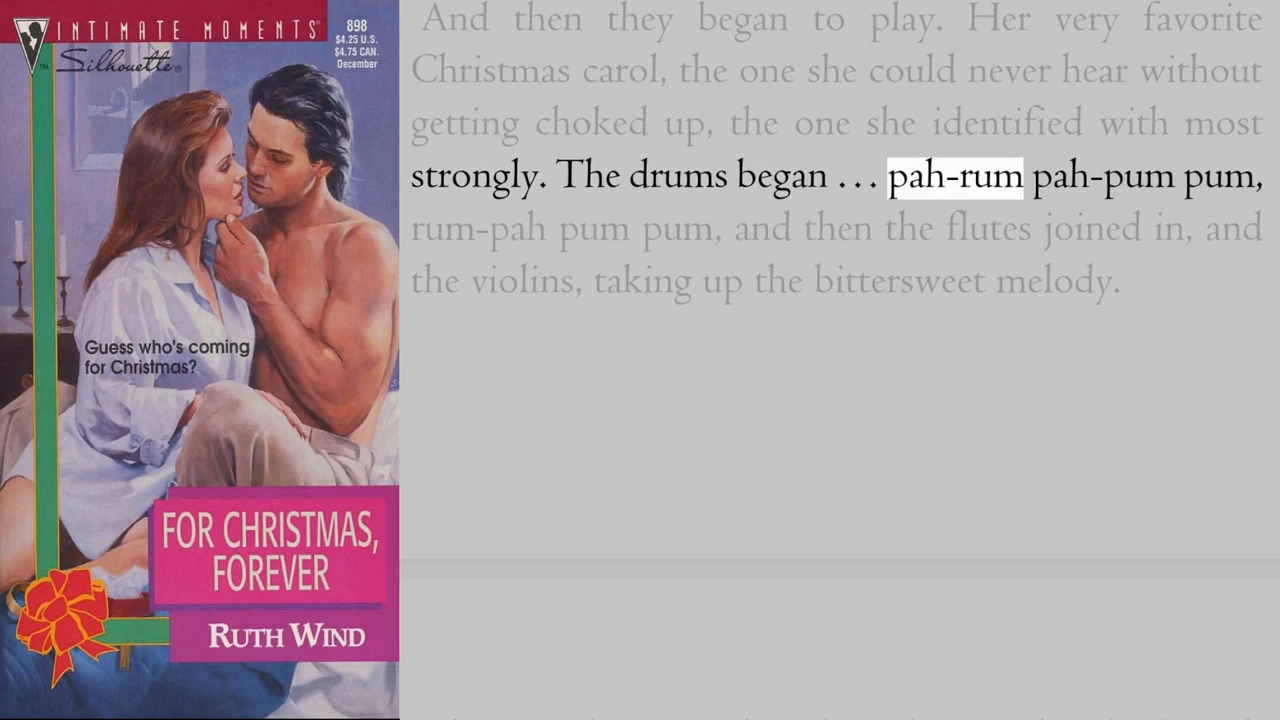 INTIMATE MOMENTS®
Silhouette®
TM
898
$4.25 U.S.
$4.75 CAN.
December
Guess who's coming
for Christmas?
FOR CHRISTMAS,
FOREVER
RUTH WIND
And then they began to play. Her very favorite
Christmas carol, the one she could never hear without
getting choked up, the one she identified with most
strongly. The drums began … pah-rum pah-pum pum,
rum-pah pum pum, and then the flutes joined in, and
the violins, taking up the bittersweet melody.